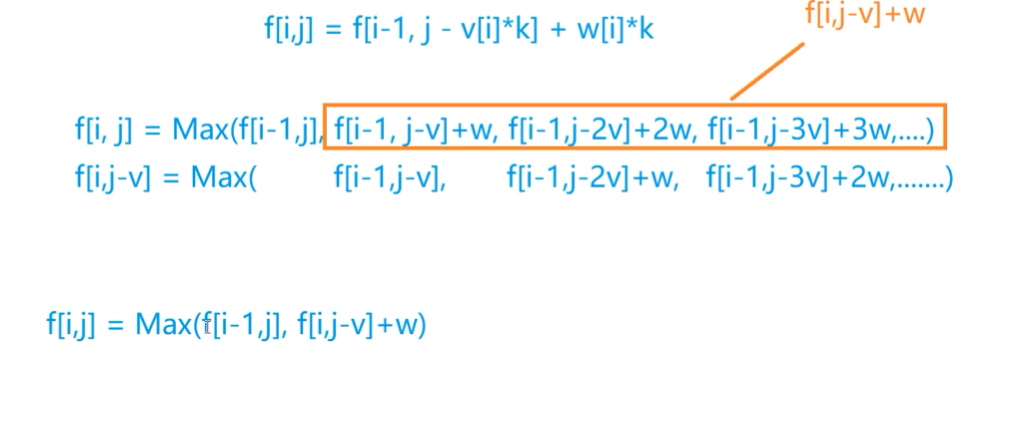 f[i,j-v]+w
f[i,j] = f[i-1, j - v[i]*k] + w[i]*k
f[i, j] = Max(f[i-1,j], f[i-1, j-v]+w, f[i-1,j-2v]+2w, f[i-1,j-3v]+3w,....)
f[i,j-v] = Max( f[i-1,j-v], f[i-1,j-2v]+w, f[i-1,j-3v]+2w,.......)
f[i,j] = Max(f[i-1,j], f[i,j-v]+w)